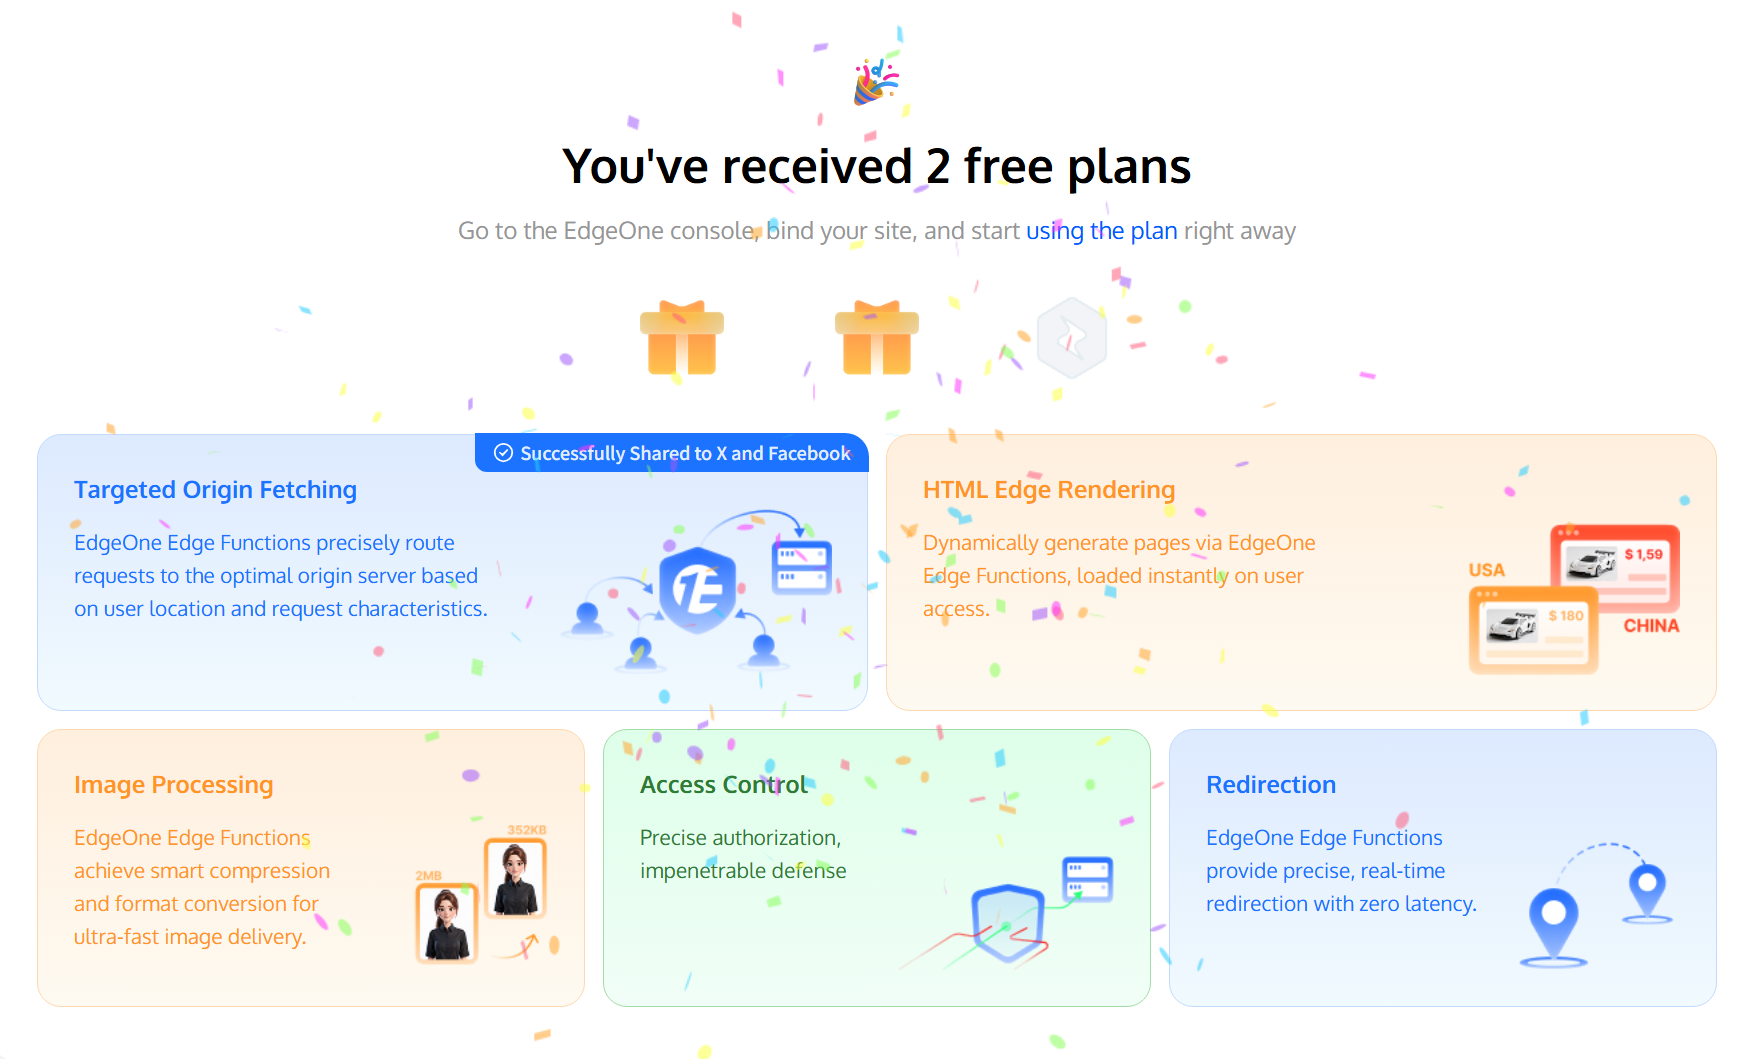 You've received 2 free plans
Go to the EdgeOne console, bind your site, and start using the plan right away
Successfully Shared to X and Facebook
Targeted Origin Fetching
EdgeOne Edge Functions precisely route
requests to the optimal origin server based
on user location and request characteristics.
HTML Edge Rendering
Dynamically generate pages via EdgeOne
Edge Functions, loaded instantly on user
access.
$ 1,59
USA
$ 180
CHINA
Image Processing
EdgeOne Edge Functions
achieve smart compression
and format conversion for
ultra-fast image delivery.
352KB
2MB
Access Control
Precise authorization,
impenetrable defense
Redirection
EdgeOne Edge Functions
provide precise, real-time
redirection with zero latency.